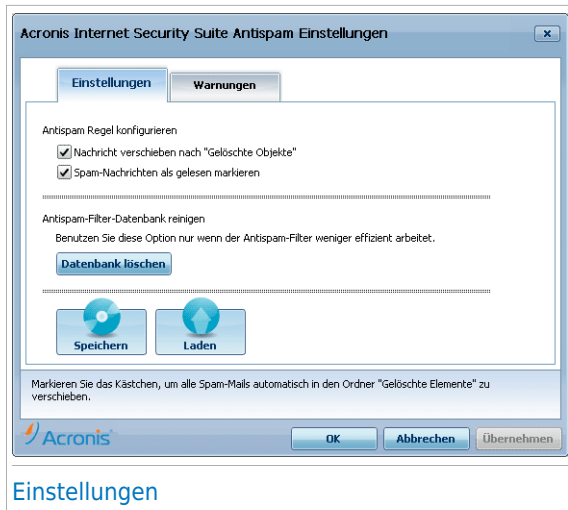 Acronis Internet Security Suite Antispam Einstellungen
Einstellungen
Warnungen
Antispam Regel konfigurieren
Nachricht verschieben nach "Gelöschte Objekte"
Spam-Nachrichten als gelesen markieren
Antispam-Filter-Datenbank reinigen
Benutzen Sie diese Option nur wenn der Antispam-Filter weniger effizient arbeitet.
Datenbank löschen
Speichern
Laden
Markieren Sie das Kästchen, um alle Spam-Mails automatisch in den Ordner "Gelöschte Elemente" zu
verschieben.
Acronis
OK
Abbrechen
Übernehmen
Einstellungen